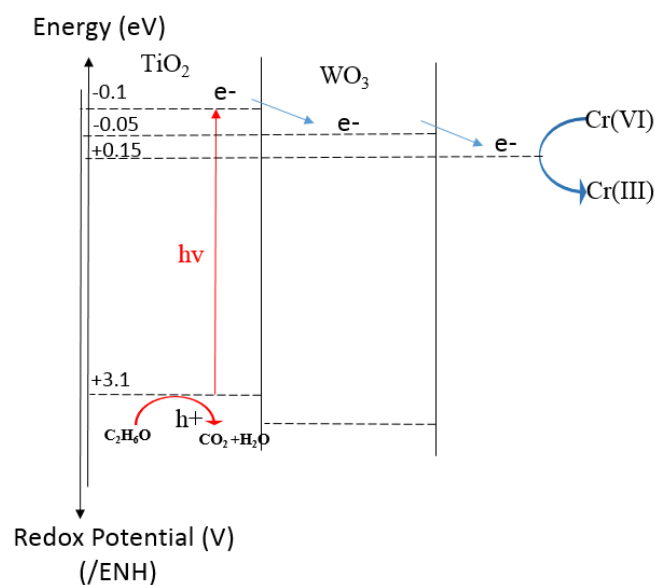 Energy (eV)
TiO₂
WO₃
-0.1
e-
-0.05
e-
+0.15
e-
Cr(VI)
Cr(III)
hv
+3.1
h+
C₂H₆O
CO₂ +H₂O
Redox Potential (V)
(/ENH)